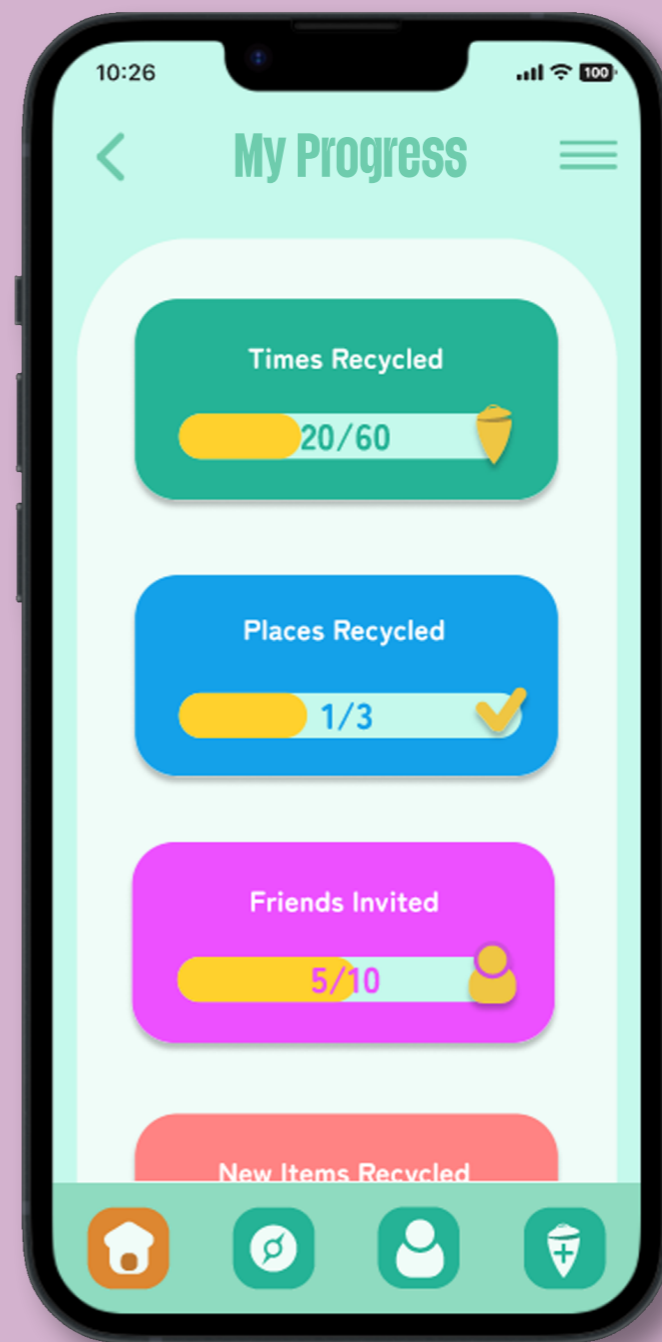 10:26
100
My Progress
Times Recycled
20/60
Places Recycled
1/3
Friends Invited
5/10
New Items Recycled